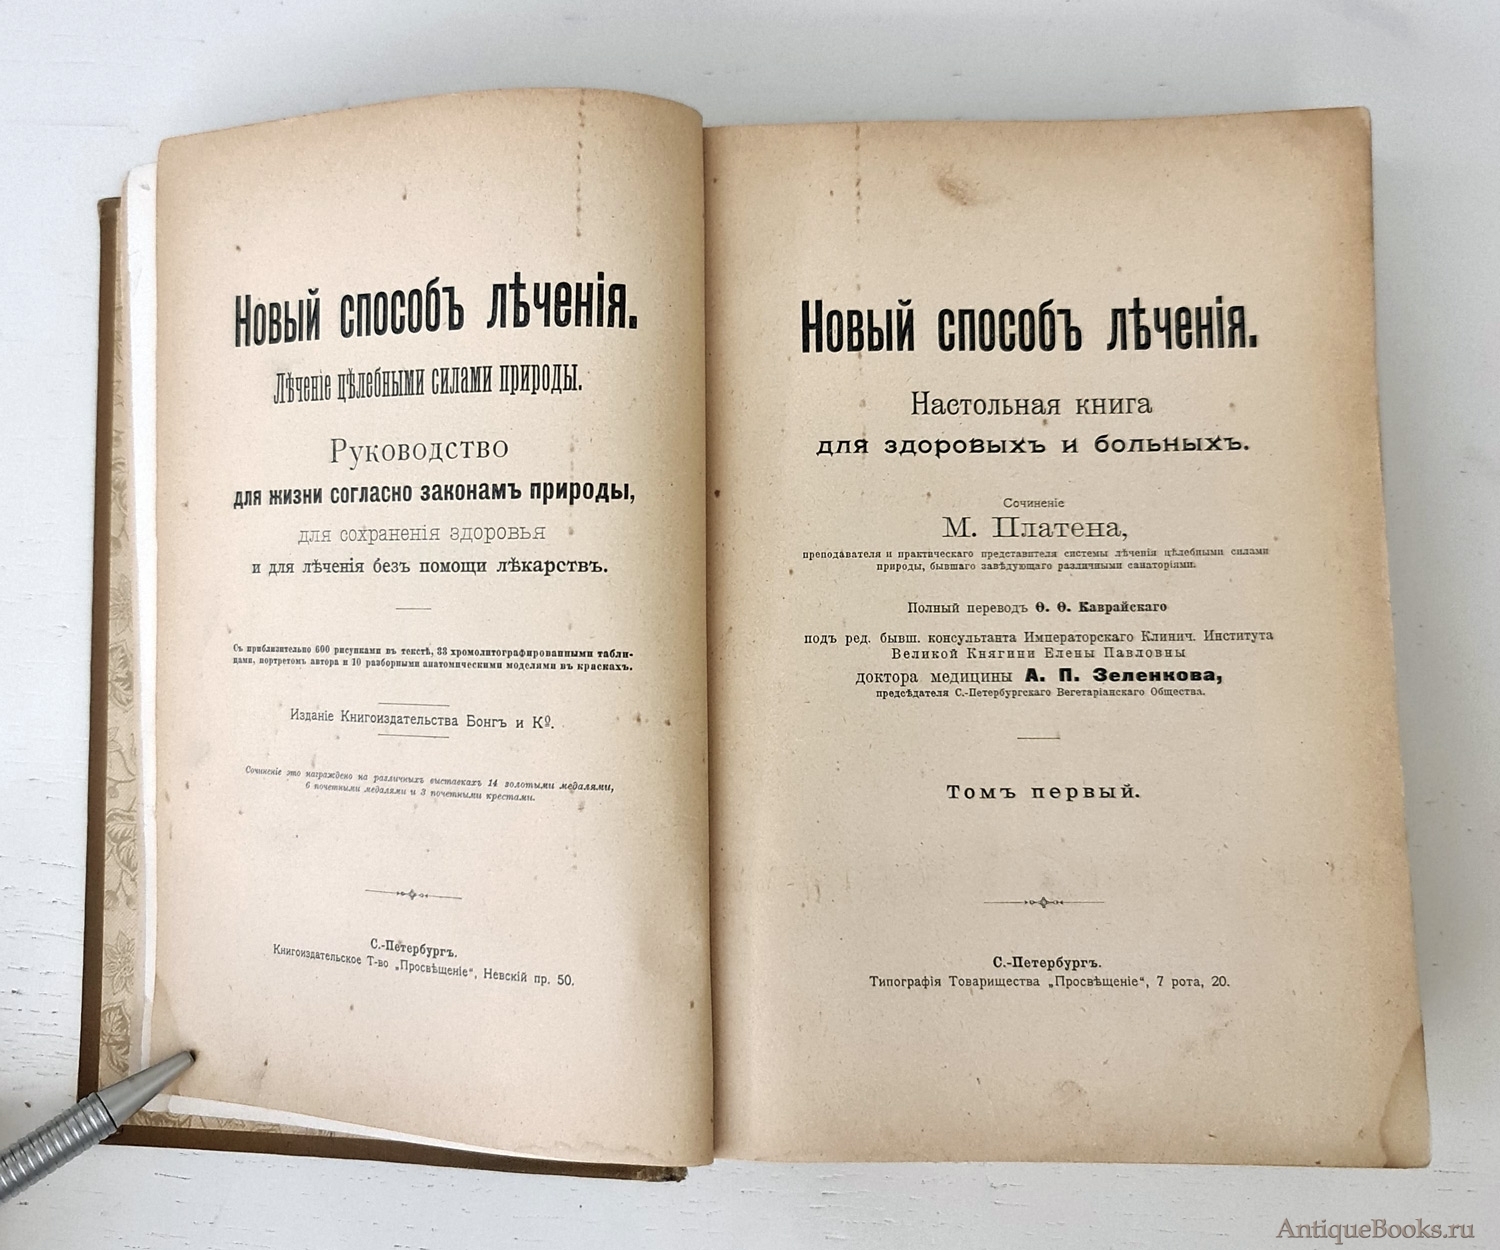 Новый способъ лѣченія.
Лѣченіе цѣлебными силами природы.
Руководство
для жизни согласно законамъ природы,
для сохраненія здоровья
и для лѣченія безъ помощи лѣкарствъ.
Съ приблизительно 600 рисунками въ текстѣ, 33 хромолитографированными табли-
цами, портретомъ автора и 10 разборными анатомическими моделями въ краскахъ.
Изданіе Книгоиздательства Бонгъ и Кº.
Сочиненіе это награждено на различныхъ выставкахъ 14 золотыми медалями,
6 почетными медалями и 3 почетными крестами.
С.-Петербургъ.
Книгоиздательское Т-во „Просвѣщеніе“, Невскій пр. 50.
Новый способъ лѣченія.
Настольная книга
для здоровыхъ и больныхъ.
Сочиненіе
М. Платена,
преподавателя и практическаго представителя системы лѣченія цѣлебными силами
природы, бывшаго завѣдующаго различными санаторіями.
Полный переводъ Ѳ. Ѳ. Каврайскаго
подъ ред. бывш. консультанта Императорскаго Клинич. Института
Великой Княгини Елены Павловны
доктора медицины А. П. Зеленкова,
предсѣдателя С.-Петербургскаго Вегетаріанскаго Общества.
Томъ первый.
С.-Петербургъ.
Типографія Товарищества „Просвѣщеніе“, 7 рота, 20.
AntiqueBooks.ru